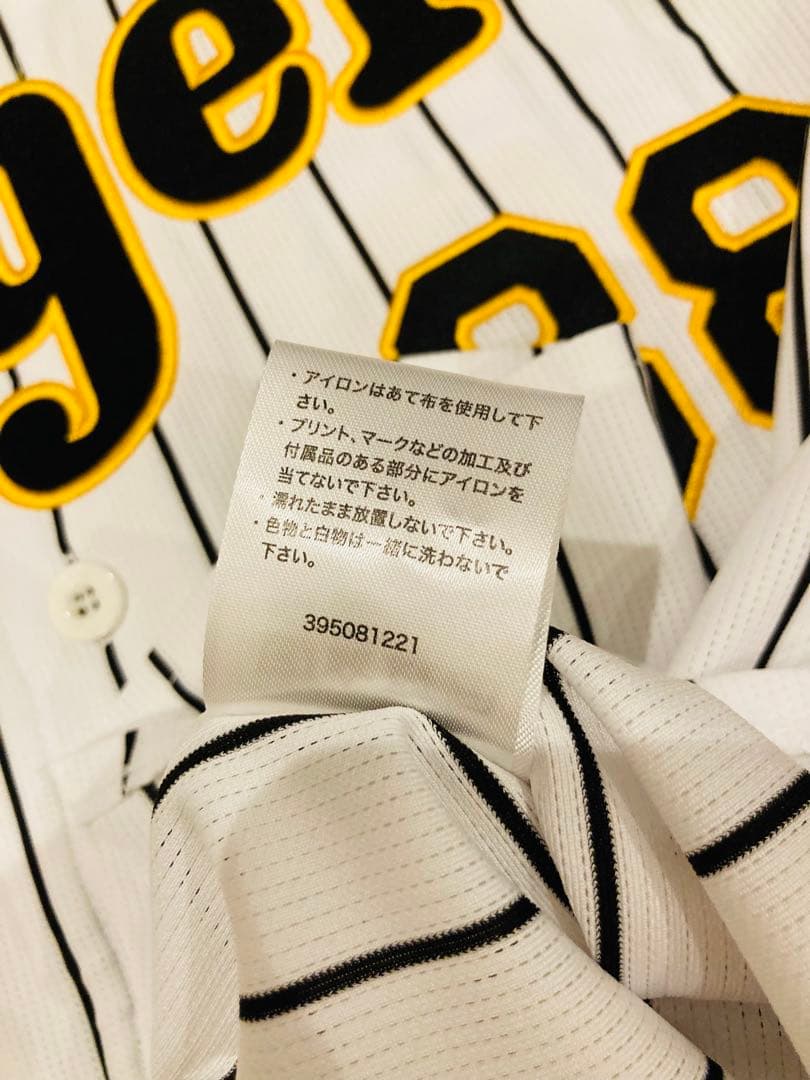 ger
88
・アイロンはあて布を使用して下
さい。
・プリント、マークなどの加工及び
付属品のある部分にアイロンを
当てないで下さい。
・濡れたまま放置しないで下さい。
・色物と白物は一緒に洗わないで
下さい。
395081221